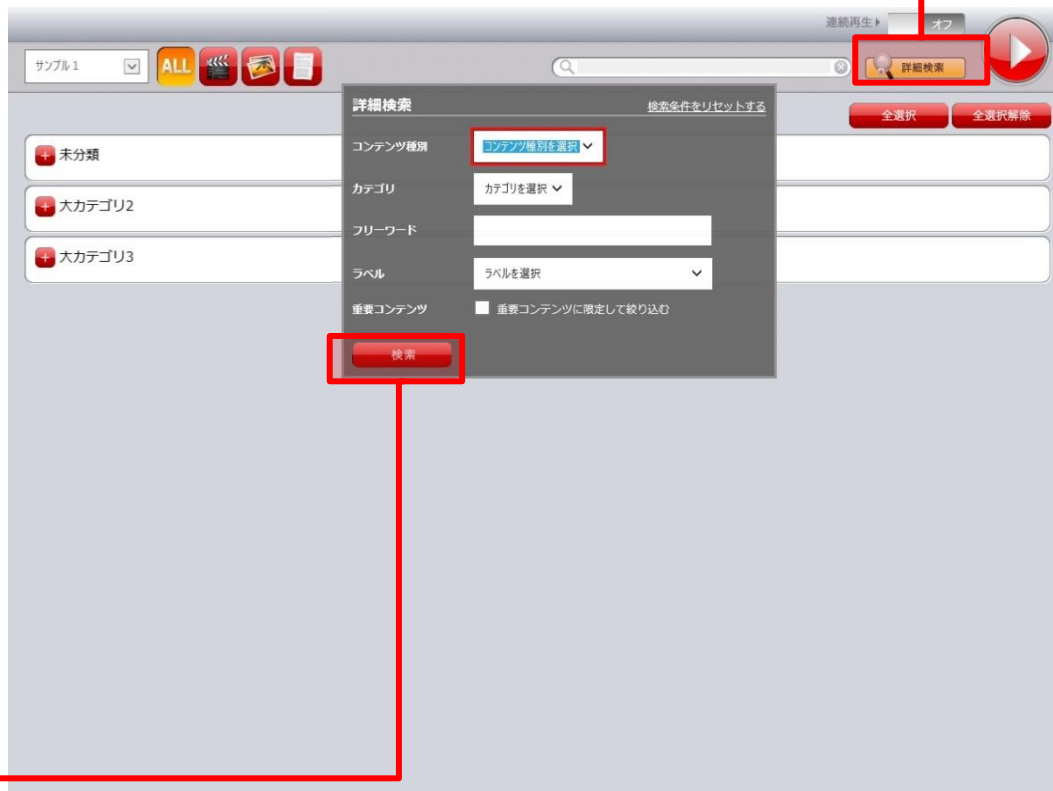 連続再生 オフ
サンプル1 ALL 詳細検索
全選択 全選択解除
詳細検索 検索条件をリセットする
コンテンツ種別 コンテンツ種別を選択
カテゴリ カテゴリを選択
フリーワード
ラベル ラベルを選択
重要コンテンツ 重要コンテンツに限定して絞り込む
検索
未分類
大カテゴリ2
大カテゴリ3